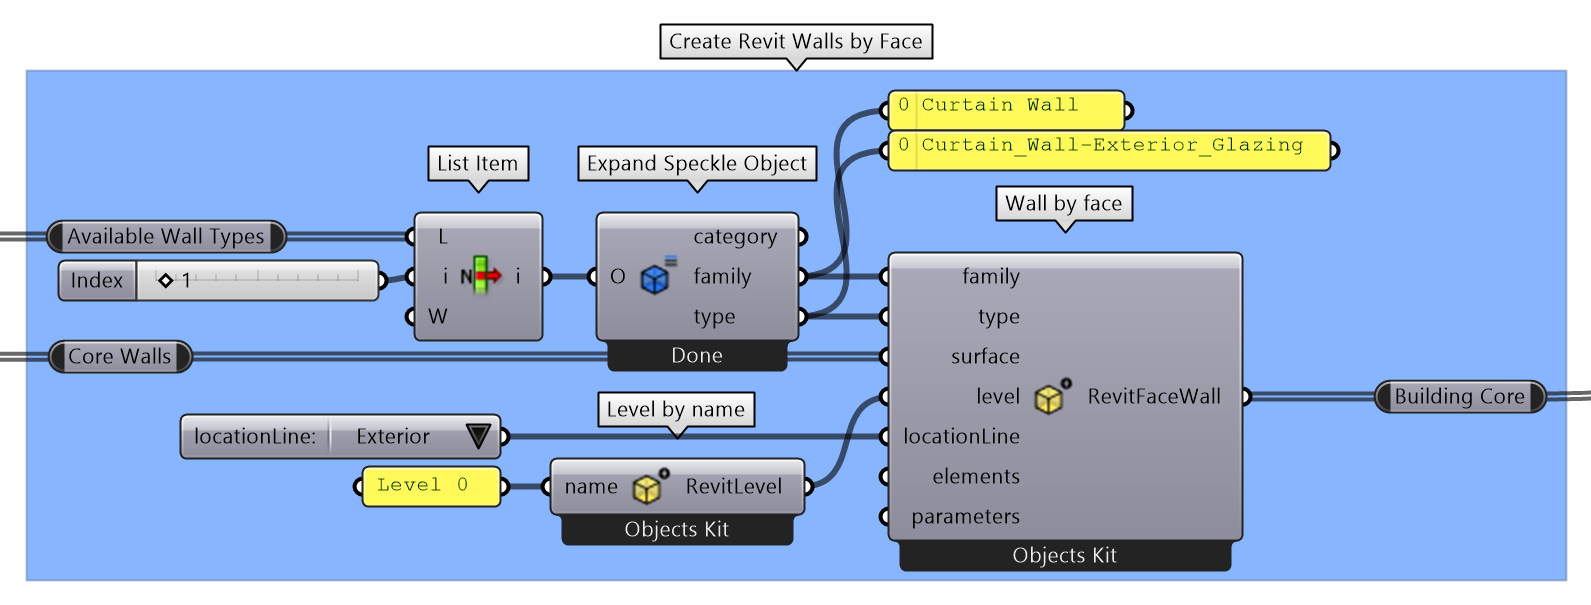 Create Revit Walls by Face
0 Curtain Wall
0 Curtain_Wall-Exterior_Glazing
List Item
Expand Speckle Object
Wall by face
Available Wall Types
Index 1
L
i N i
W
O
category
family
type
Done
Core Walls
family
type
surface
level
locationLine
elements
parameters
RevitFaceWall
Objects Kit
Building Core
Level by name
locationLine: Exterior
Level 0
name RevitLevel
Objects Kit